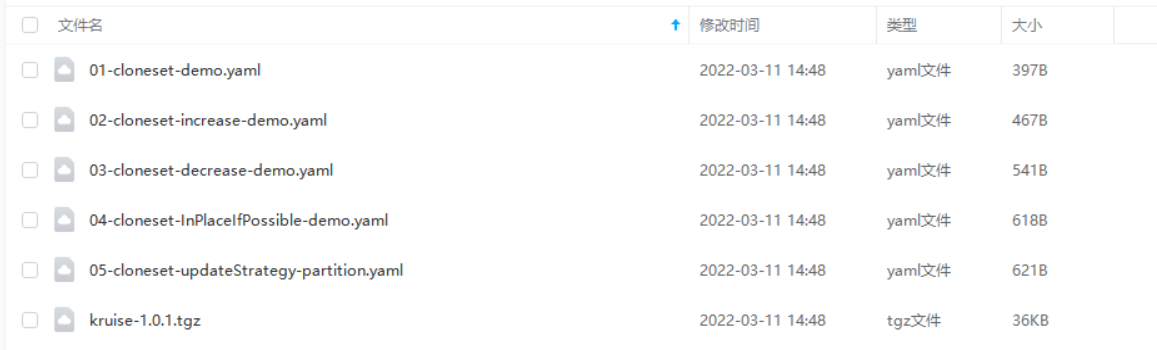 文件名 修改时间 类型 大小
01-cloneset-demo.yaml 2022-03-11 14:48 yaml文件 397B
02-cloneset-increase-demo.yaml 2022-03-11 14:48 yaml文件 467B
03-cloneset-decrease-demo.yaml 2022-03-11 14:48 yaml文件 541B
04-cloneset-InPlaceIfPossible-demo.yaml 2022-03-11 14:48 yaml文件 618B
05-cloneset-updateStrategy-partition.yaml 2022-03-11 14:48 yaml文件 621B
kruise-1.0.1.tgz 2022-03-11 14:48 tgz文件 36KB